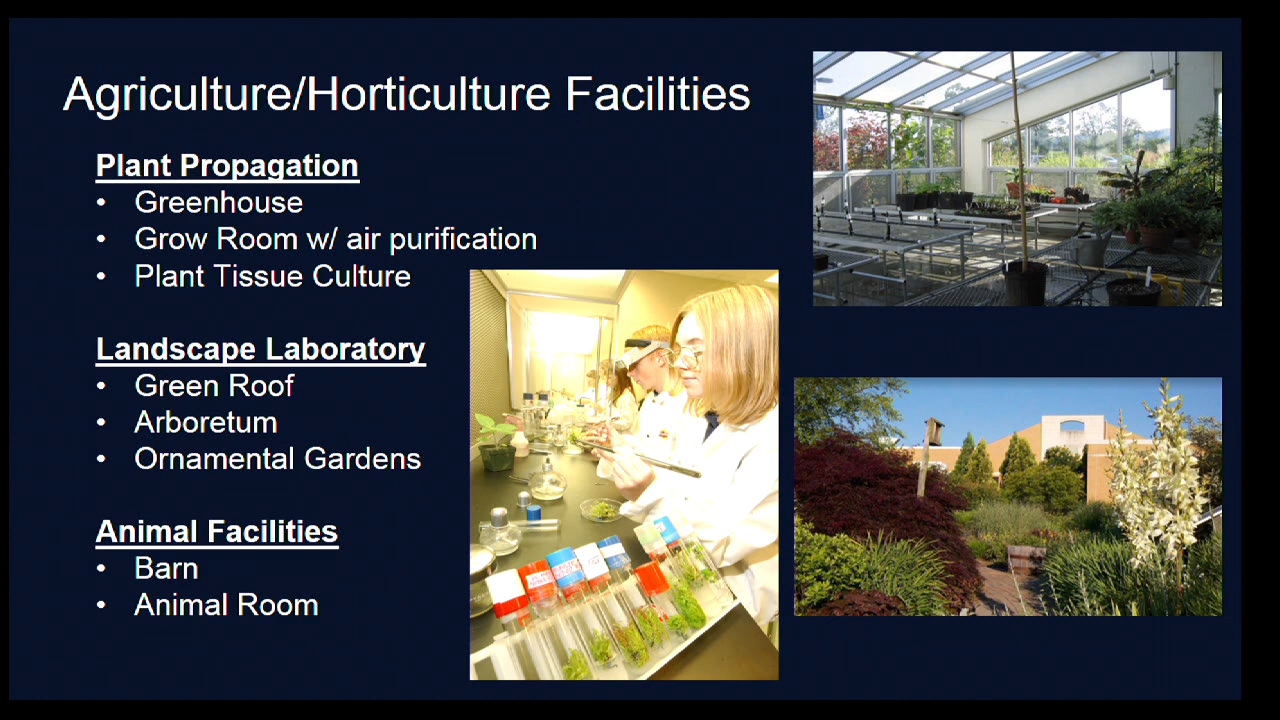 Agriculture/Horticulture Facilities
Plant Propagation
• Greenhouse
• Grow Room w/ air purification
• Plant Tissue Culture
Landscape Laboratory
• Green Roof
• Arboretum
• Ornamental Gardens
Animal Facilities
• Barn
• Animal Room